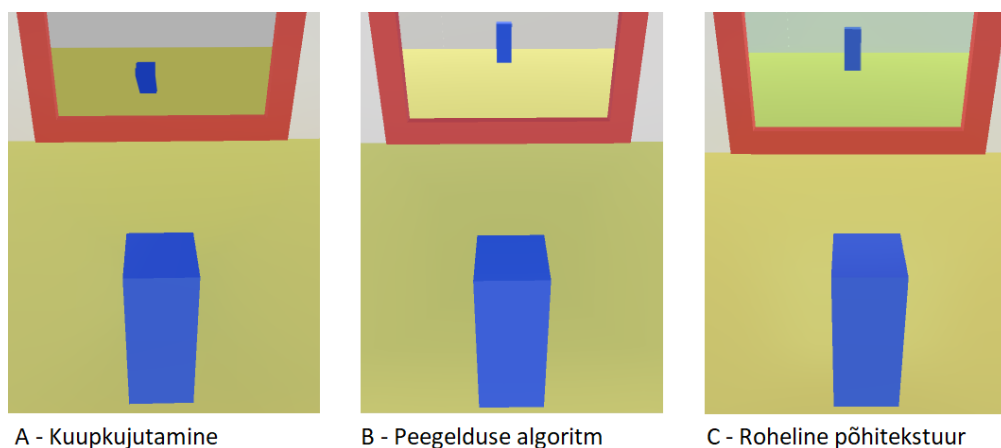 A - Kuupkujutamine
B - Peegelduse algoritm
C - Roheline põhitekstuur